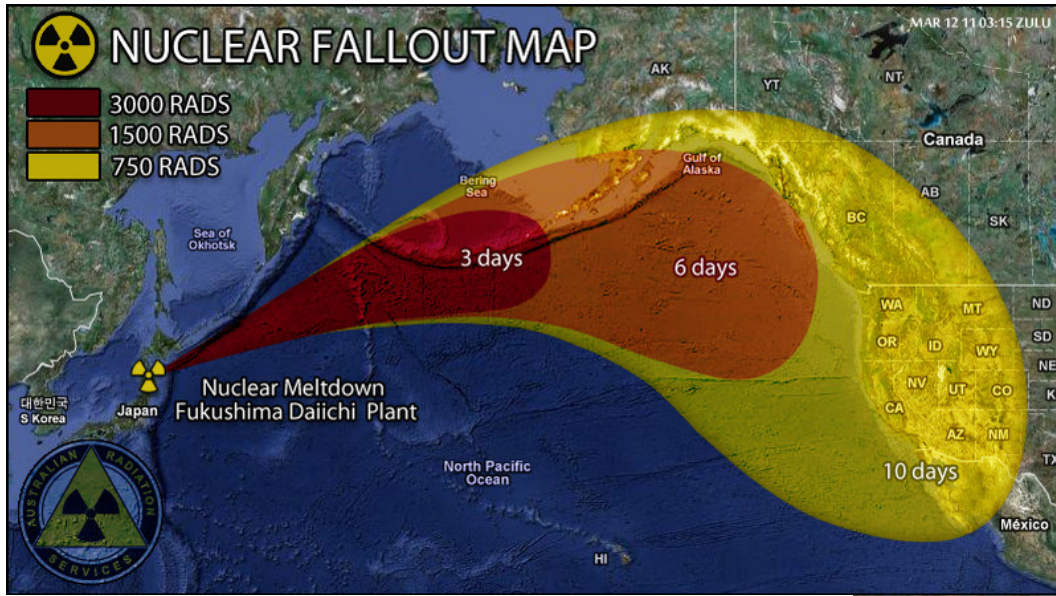 MAR 12 11 03:15 ZULU
NUCLEAR FALLOUT MAP
3000 RADS
1500 RADS
750 RADS
AK
YT
NT
Canada
Gulf of
Alaska
Bering
Sea
AB
SK
BC
Sea of
Okhotsk
3 days
6 days
WA
MT
ND
OR
ID
WY
SD
NE
NV
UT
CO
K
CA
AZ
NM
TX
Nuclear Meltdown
Fukushima Daiichi Plant
대한민국
S Korea
Japan
North Pacific
Ocean
10 days
México
HI
AUSTRALIAN RADIATION
SERVICES